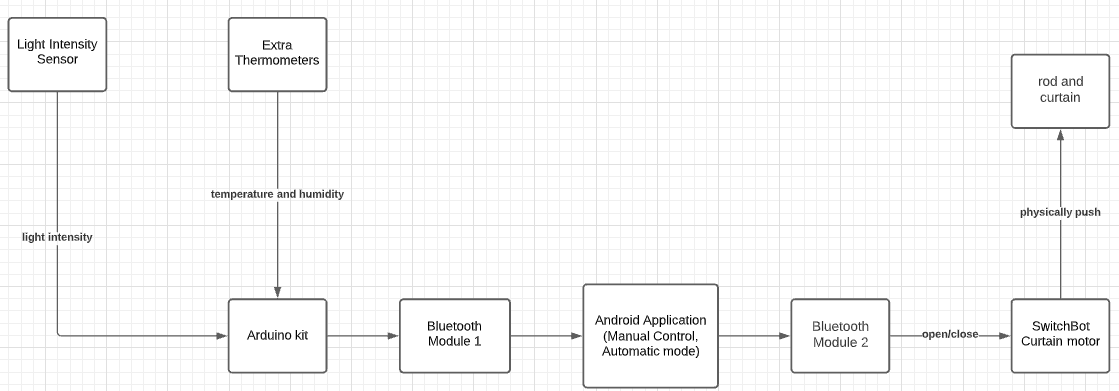 Light Intensity
Sensor
Extra
Thermometers
rod and
curtain
temperature and humidity
physically push
light intensity
Arduino kit
Bluetooth
Module 1
Android Application
(Manual Control,
Automatic mode)
Bluetooth
Module 2
open/close
SwitchBot
Curtain motor